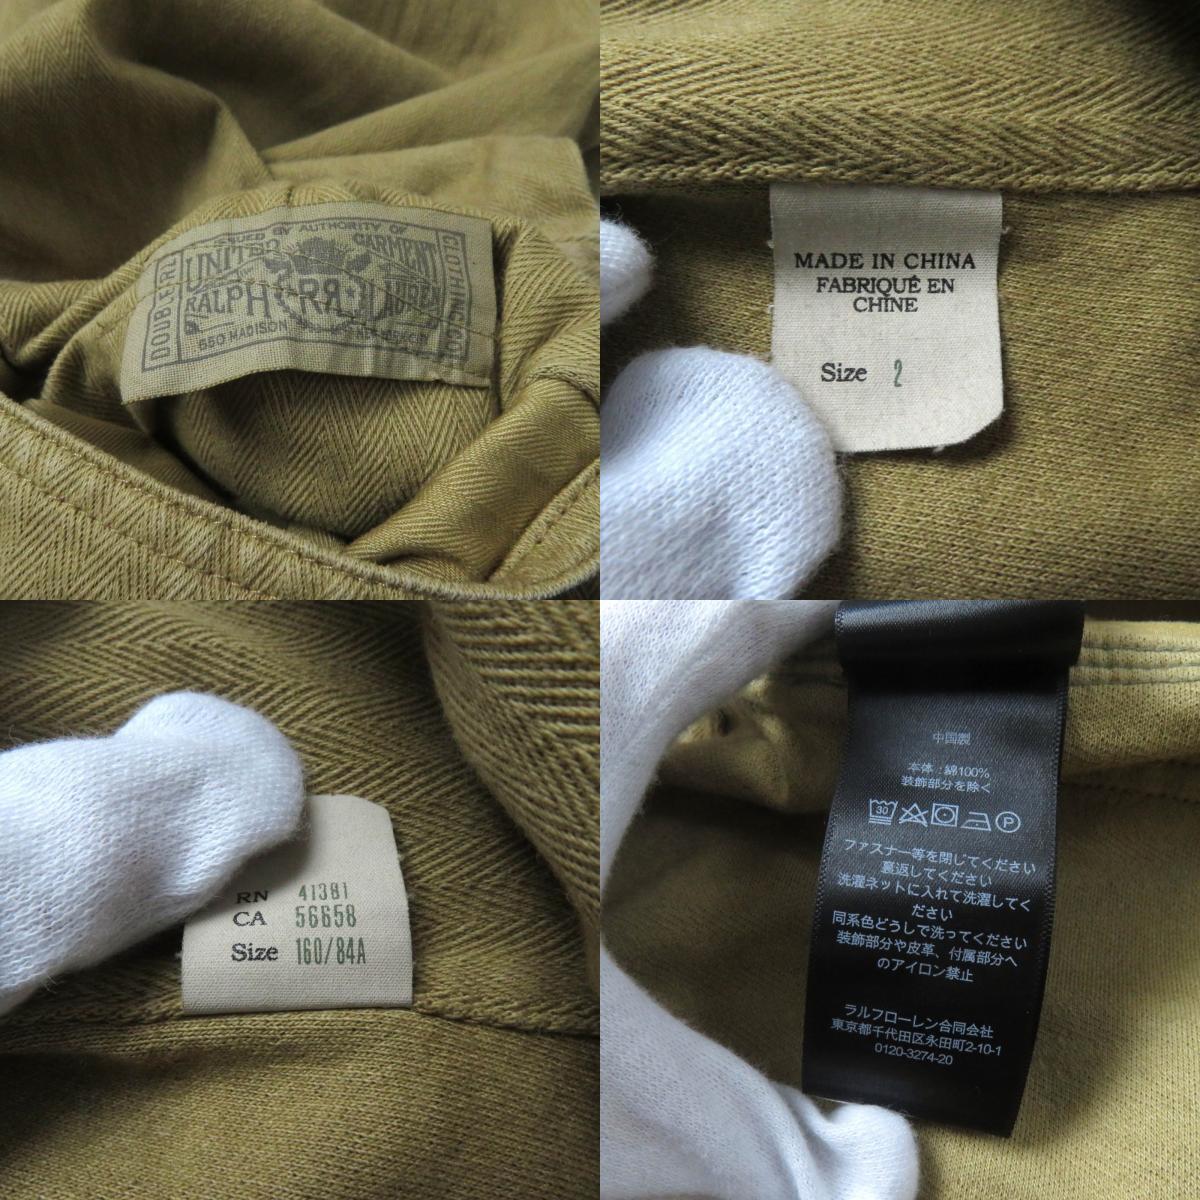 ISSUED BY AUTHORITY OF
DOUBLE RL
UNITED GARMENT
CLOTHING CO
RALPH RRL LAUREN
650 MADISON
MADE IN CHINA
FABRIQUÉ EN
CHINE
Size 2
RN 41381
CA 56658
Size 160/84A
中国製
本体：綿100%
装飾部分を除く
30
P
ファスナー等を閉じてください
裏返してください
洗濯ネットに入れて洗濯してく
ださい
同系色どうしで洗ってください
装飾部分や皮革、付属部分へ
のアイロン禁止
ラルフローレン合同会社
東京都千代田区永田町2-10-1
0120-3274-20